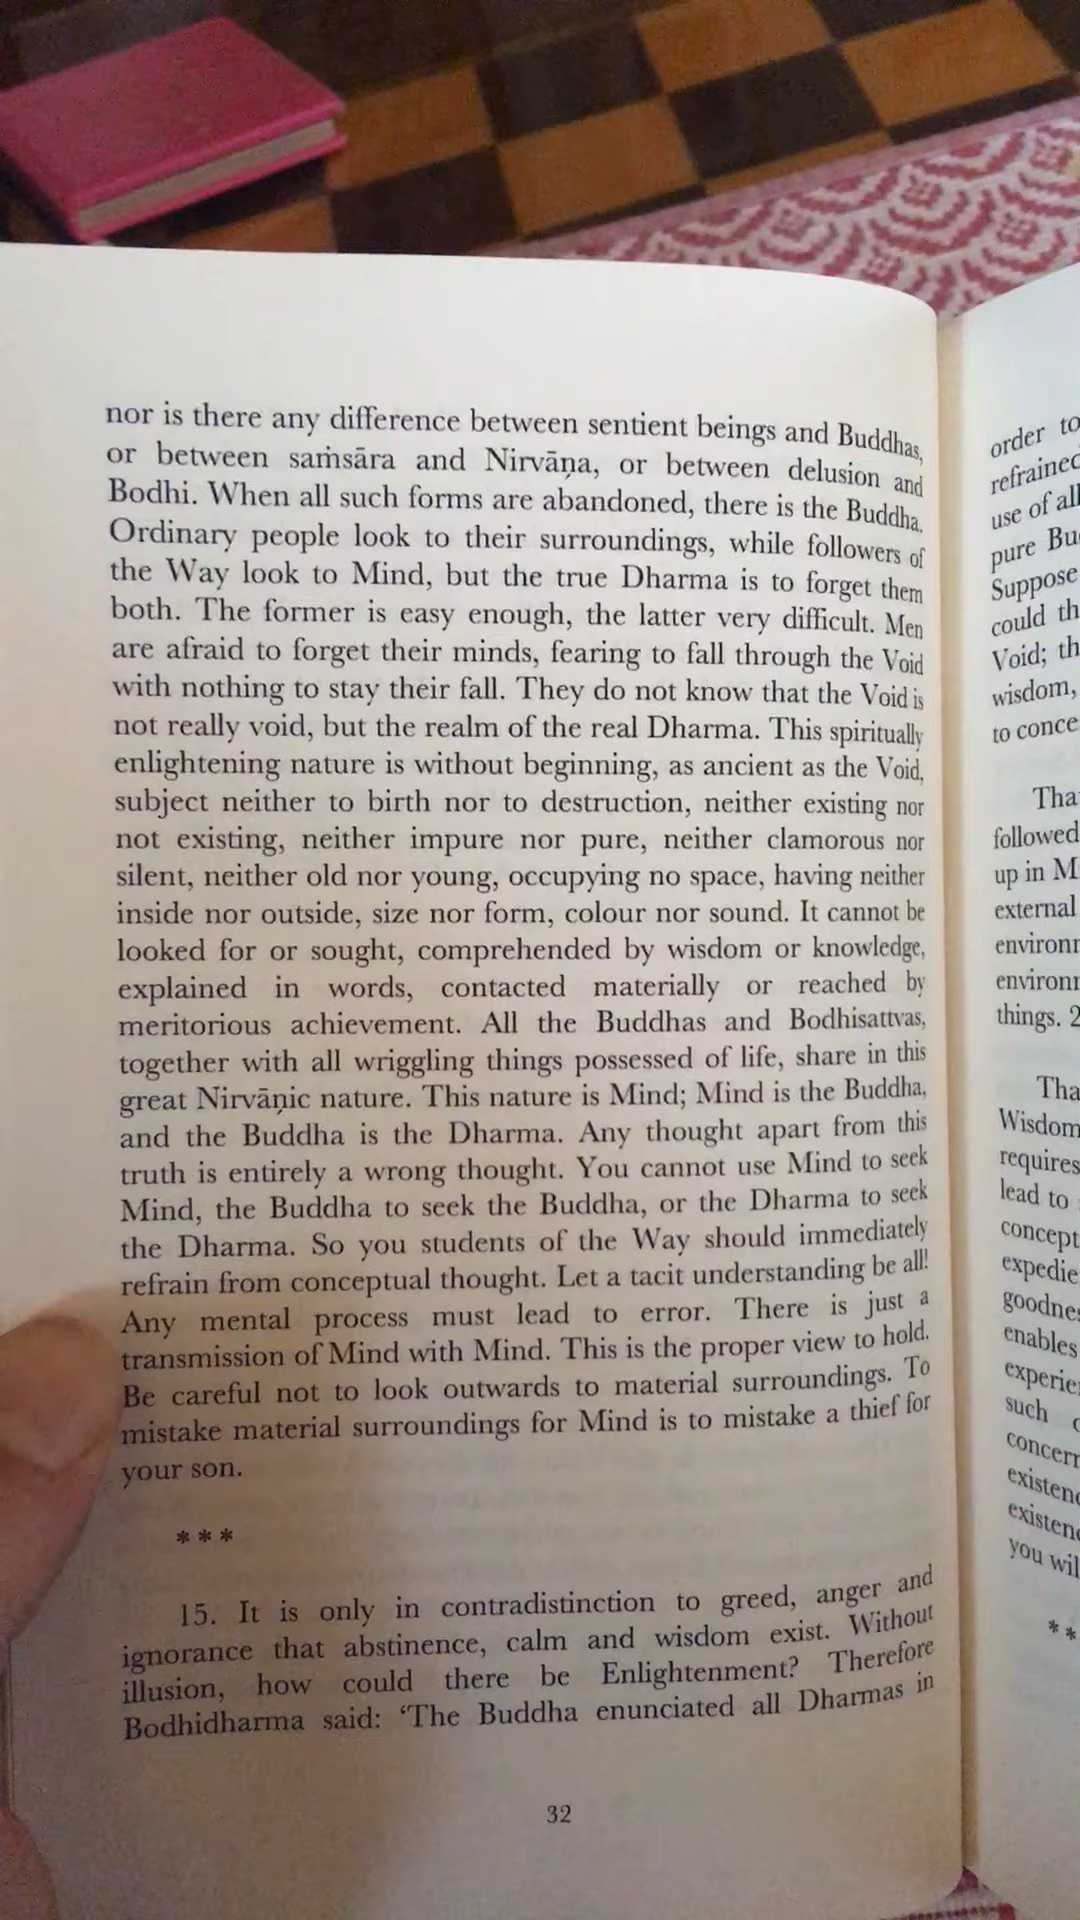 nor is there any difference between sentient beings and Buddhas,
or between saṁsāra and Nirvāṇa, or between delusion and
Bodhi. When all such forms are abandoned, there is the Buddha.
Ordinary people look to their surroundings, while followers of
the Way look to Mind, but the true Dharma is to forget them
both. The former is easy enough, the latter very difficult. Men
are afraid to forget their minds, fearing to fall through the Void
with nothing to stay their fall. They do not know that the Void is
not really void, but the realm of the real Dharma. This spiritually
enlightening nature is without beginning, as ancient as the Void,
subject neither to birth nor to destruction, neither existing nor
not existing, neither impure nor pure, neither clamorous nor
silent, neither old nor young, occupying no space, having neither
inside nor outside, size nor form, colour nor sound. It cannot be
looked for or sought, comprehended by wisdom or knowledge,
explained in words, contacted materially or reached by
meritorious achievement. All the Buddhas and Bodhisattvas,
together with all wriggling things possessed of life, share in this
great Nirvāṇic nature. This nature is Mind; Mind is the Buddha,
and the Buddha is the Dharma. Any thought apart from this
truth is entirely a wrong thought. You cannot use Mind to seek
Mind, the Buddha to seek the Buddha, or the Dharma to seek
the Dharma. So you students of the Way should immediately
refrain from conceptual thought. Let a tacit understanding be all!
Any mental process must lead to error. There is just a
transmission of Mind with Mind. This is the proper view to hold.
Be careful not to look outwards to material surroundings. To
mistake material surroundings for Mind is to mistake a thief for
your son.
* * *
15. It is only in contradistinction to greed, anger and
ignorance that abstinence, calm and wisdom exist. Without
illusion, how could there be Enlightenment? Therefore
Bodhidharma said: ‘The Buddha enunciated all Dharmas in
32
order to
use of all
pure
Suppose
could
Void;
wisdom,
to
followed
up in
external
things. 2
Wisdom
requires
lead to
such
you
* *